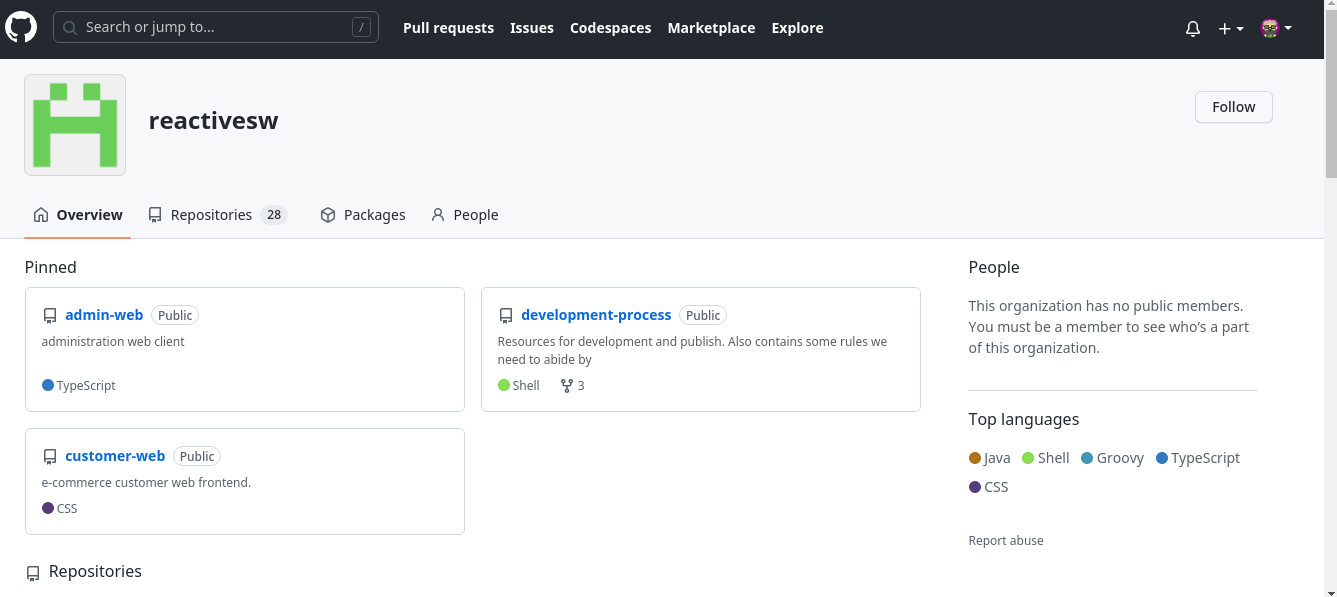 Search or jump to... /
Pull requests Issues Codespaces Marketplace Explore
reactivesw
Follow
Overview Repositories 28 Packages People
Pinned
admin-web Public
administration web client
TypeScript
development-process Public
Resources for development and publish. Also contains some rules we
need to abide by
Shell 3
customer-web Public
e-commerce customer web frontend.
CSS
Repositories
People
This organization has no public members.
You must be a member to see who's a part
of this organization.
Top languages
Java Shell Groovy TypeScript
CSS
Report abuse